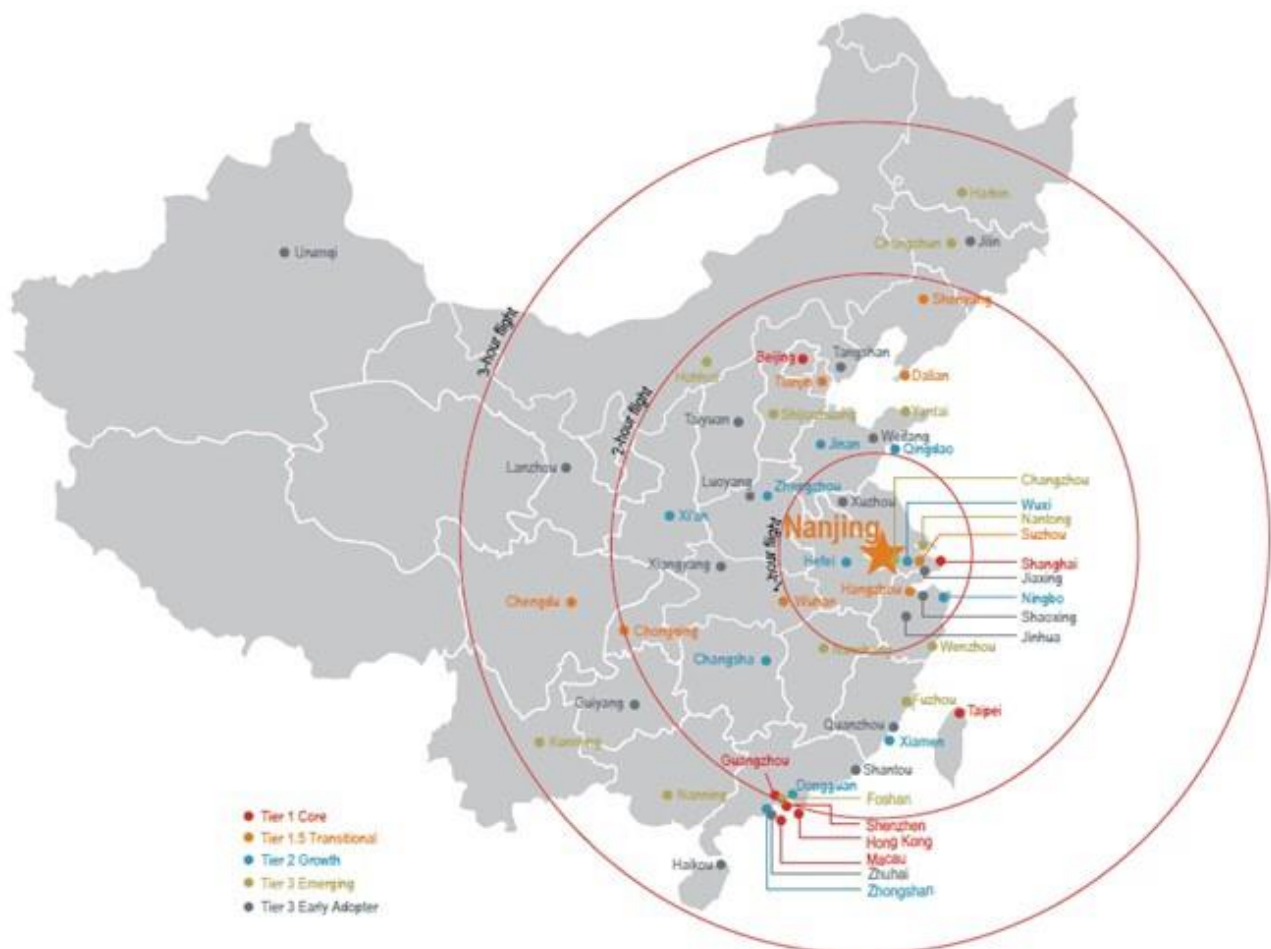 Harbin
Changchun
Jilin
Urumqi
Shenyang
3-hour flight
Beijing
Tangshan
Hohhot
Tianjin
Dalian
2-hour flight
Taiyuan
Shijiazhuang
Yantai
Jinan
Weifang
Qingdao
Lanzhou
Luoyang
Zhengzhou
Xuzhou
Changzhou
Wuxi
Xi'an
1-hour flight
Nanjing
Nantong
Suzhou
Xiangyang
Hefei
Shanghai
Jiaxing
Hangzhou
Ningbo
Chengdu
Wuhan
Shaoxing
Chongqing
Jinhua
Changsha
Nanchang
Wenzhou
Guiyang
Fuzhou
Taipei
Quanzhou
Kunming
Xiamen
Guangzhou
Shantou
Dongguan
Nanning
Foshan
Tier 1 Core
Shenzhen
Tier 1.5 Transitional
Hong Kong
Tier 2 Growth
Macau
Haikou
Zhuhai
Tier 3 Emerging
Zhongshan
Tier 3 Early Adopter